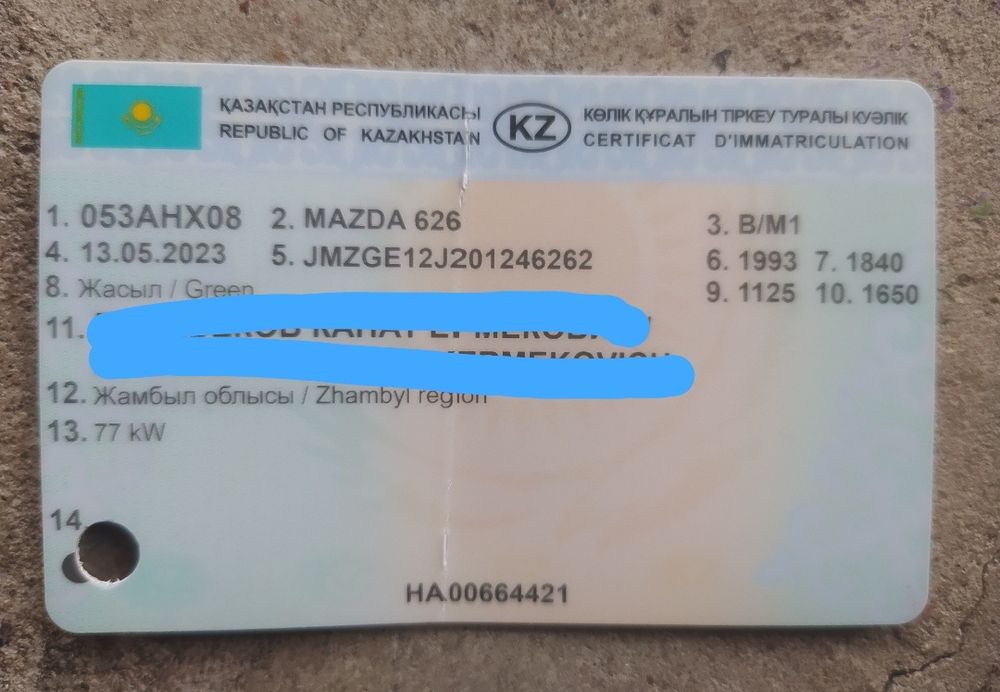 ҚАЗАҚСТАН РЕСПУБЛИКАСЫ
REPUBLIC OF KAZAKHSTAN
KZ
КӨЛІК ҚҰРАЛЫН ТІРКЕУ ТУРАЛЫ КУӘЛІК
CERTIFICAT D'IMMATRICULATION
1. 053AHX08 2. MAZDA 626 3. B/M1
4. 13.05.2023 5. JMZGE12J201246262 6. 1993 7. 1840
8. Жасыл / Green 9. 1125 10. 1650
11.
12. Жамбыл облысы / Zhambyl region
13. 77 kW
14.
HA00664421